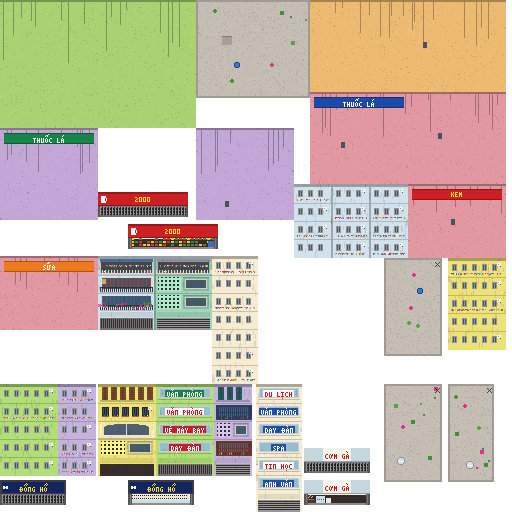 THUỐC LÁ
THUỐC LÁ
2000
KEM
2000
SỮA
VĂN PHÒNG
VĂN PHÒNG
VÉ MÁY BAY
DẠY ĐÀN
DU LỊCH
VĂN PHÒNG
DẠY ĐÀN
SPA
TIN HỌC
ANH VĂN
CƠM GÀ
CƠM GÀ
ĐỒNG HỒ
ĐỒNG HỒ